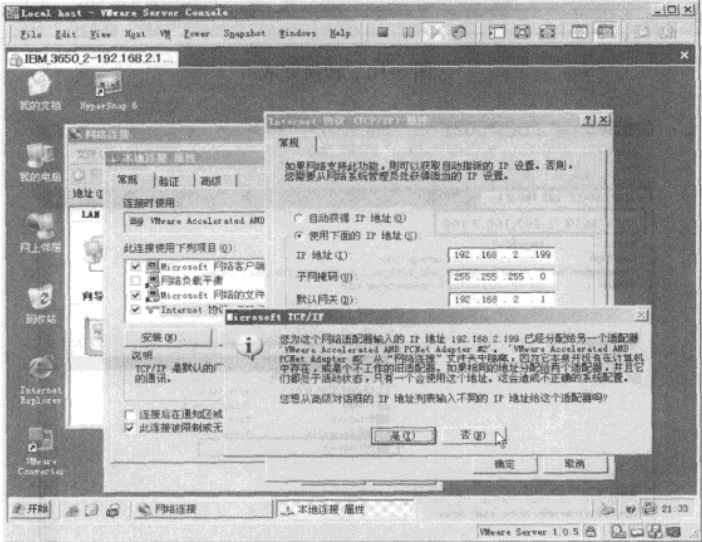 Local host - VMware Server Console
File Edit View Host VM Power Snapshot Windows Help
IBM_3650_2-192.168.2.1...
我的文档
HyperSnap 6
我的电脑
网上邻居
回收站
Internet
Explorer
VMware
Converter
网络连接
地址
LAN
本地连接 属性
常规 验证 高级
连接时使用:
VMware Accelerated AMD
此连接使用下列项目(O):
Microsoft 网络客户端
网络负载平衡
Microsoft 网络的文件
Internet
安装(N)...
说明
TCP/IP 是默认的广
的通讯。
连接后在通知区域
此连接被限制或无
Internet 协议 (TCP/IP) 属性
常规
如果网络支持此功能，则可以获取自动指派的 IP 设置。否则，
您需要从网络系统管理员处获得适当的 IP 设置。
自动获得 IP 地址(O)
使用下面的 IP 地址(S):
IP 地址(I): 192 .168 . 2 .199
子网掩码(U): 255 .255 .255 . 0
默认网关(D): 192 .168 . 2 . 1
Microsoft TCP/IP
您为这个网络适配器输入的 IP 地址 192.168.2.199 已经分配给另一个适配器
“VMware Accelerated AMD PCNet Adapter #2”。“VMware Accelerated AMD
PCNet Adapter #2”从“网络连接”文件夹中隐藏，因为它本身并没有在计算机
中存在，或是个不工作的旧适配器。如果相同的地址分配给两个适配器，并且它
们都处于活动状态，只有一个会使用这个地址。这会造成不正确的系统配置。
您想从高级对话框的 IP 地址列表输入不同的 IP 地址给这个适配器吗?
是(Y) 否(N)
确定 取消
开始 网络连接 本地连接 属性 21:33
VMware Server 1.0.5